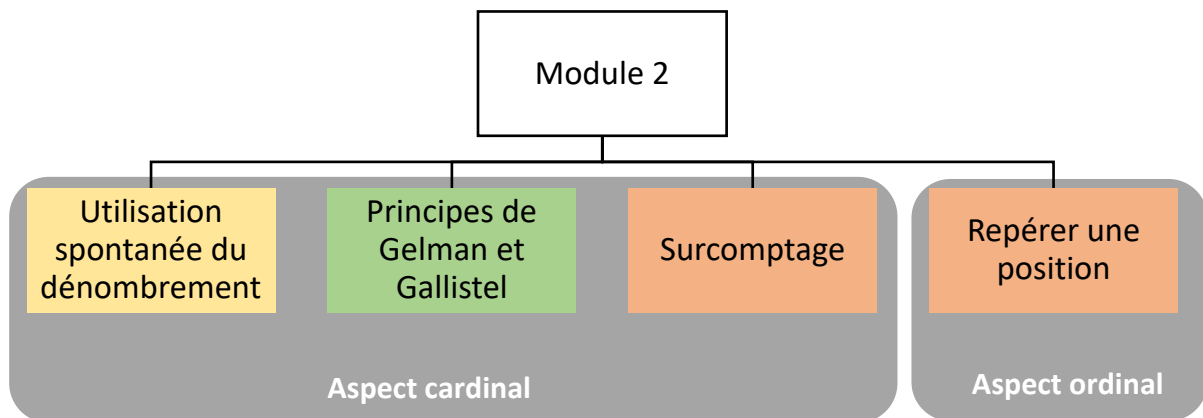 Module 2
Utilisation
spontanée du
dénombrement
Principes de
Gelman et
Gallistel
Surcomptage
Repérer une
position
Aspect cardinal
Aspect ordinal